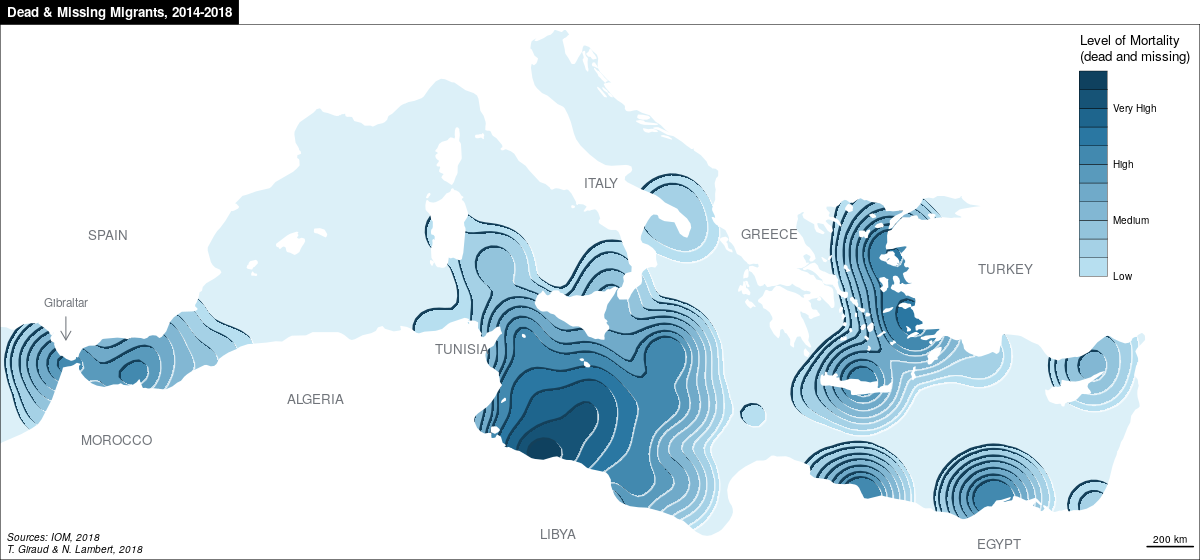 Dead & Missing Migrants, 2014-2018
Level of Mortality
(dead and missing)
Very High
High
Medium
Low
ITALY
SPAIN
GREECE
TURKEY
Gibraltar
TUNISIA
ALGERIA
MOROCCO
LIBYA
EGYPT
Sources: IOM, 2018
T. Giraud & N. Lambert, 2018
200 km